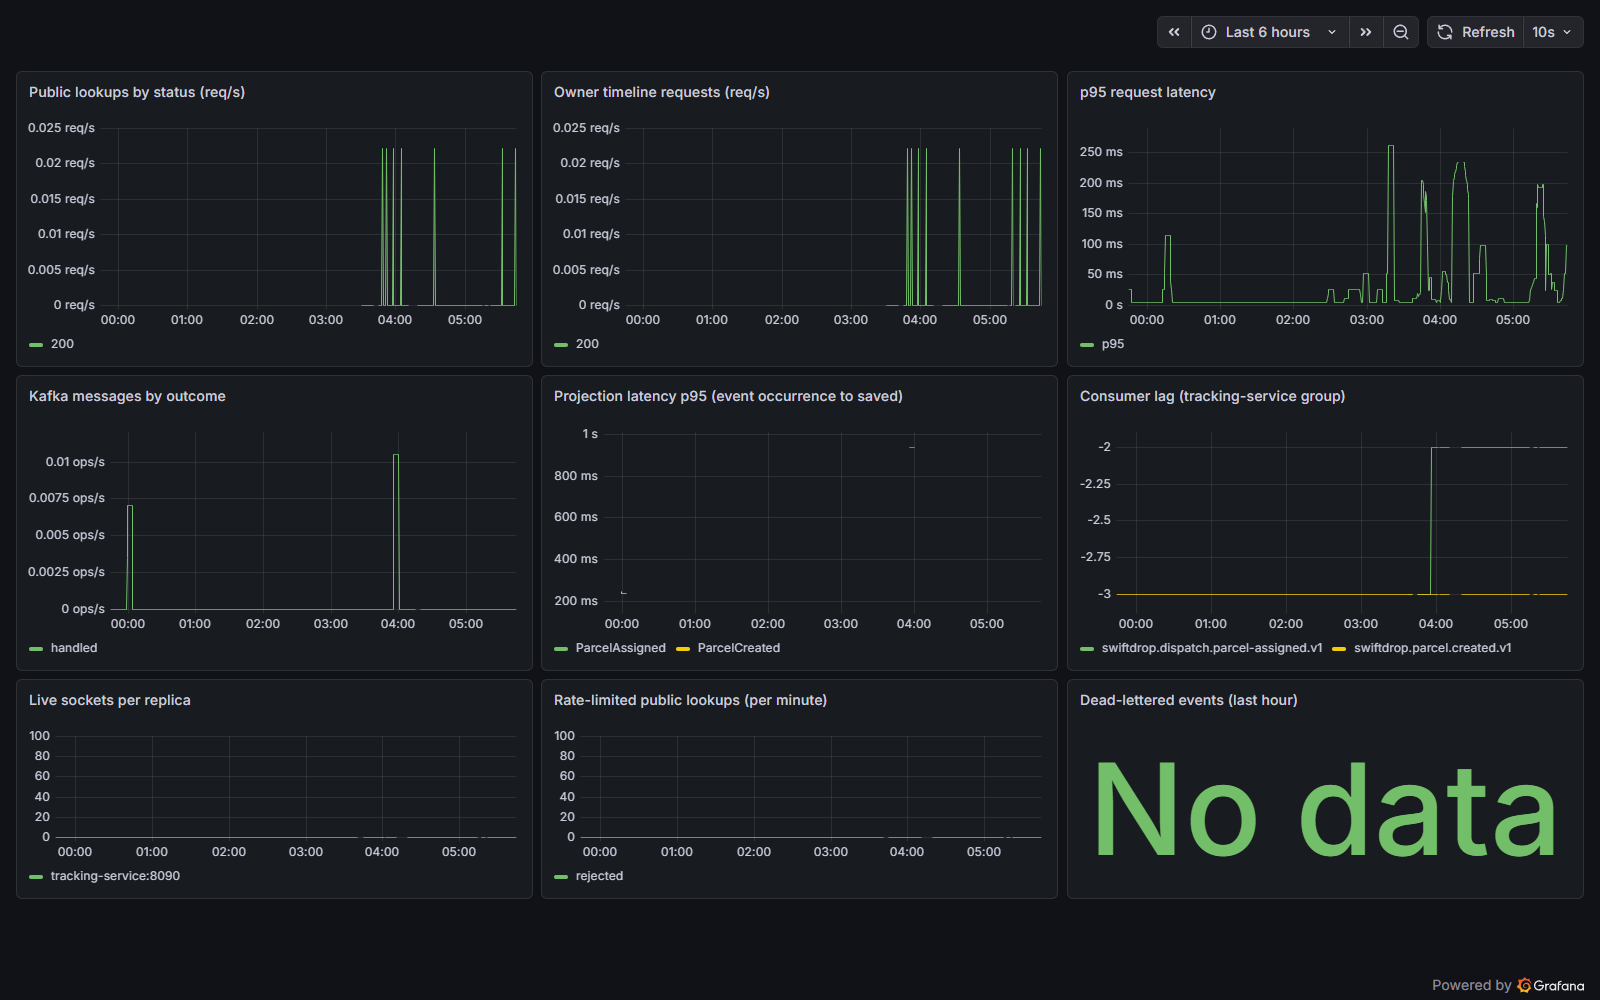 Last 6 hours
Refresh
10s
Public lookups by status (req/s)
0.025 req/s
0.02 req/s
0.015 req/s
0.01 req/s
0.005 req/s
0 req/s
00:00 01:00 02:00 03:00 04:00 05:00
200
Owner timeline requests (req/s)
0.025 req/s
0.02 req/s
0.015 req/s
0.01 req/s
0.005 req/s
0 req/s
00:00 01:00 02:00 03:00 04:00 05:00
200
p95 request latency
250 ms
200 ms
150 ms
100 ms
50 ms
0 s
00:00 01:00 02:00 03:00 04:00 05:00
p95
Kafka messages by outcome
0.01 ops/s
0.0075 ops/s
0.005 ops/s
0.0025 ops/s
0 ops/s
00:00 01:00 02:00 03:00 04:00 05:00
handled
Projection latency p95 (event occurrence to saved)
1 s
800 ms
600 ms
400 ms
200 ms
00:00 01:00 02:00 03:00 04:00 05:00
ParcelAssigned ParcelCreated
Consumer lag (tracking-service group)
-2
-2.25
-2.5
-2.75
-3
00:00 01:00 02:00 03:00 04:00 05:00
swiftdrop.dispatch.parcel-assigned.v1 swiftdrop.parcel.created.v1
Live sockets per replica
100
80
60
40
20
0
00:00 01:00 02:00 03:00 04:00 05:00
tracking-service:8090
Rate-limited public lookups (per minute)
100
80
60
40
20
0
00:00 01:00 02:00 03:00 04:00 05:00
rejected
Dead-lettered events (last hour)
No data
Powered by Grafana